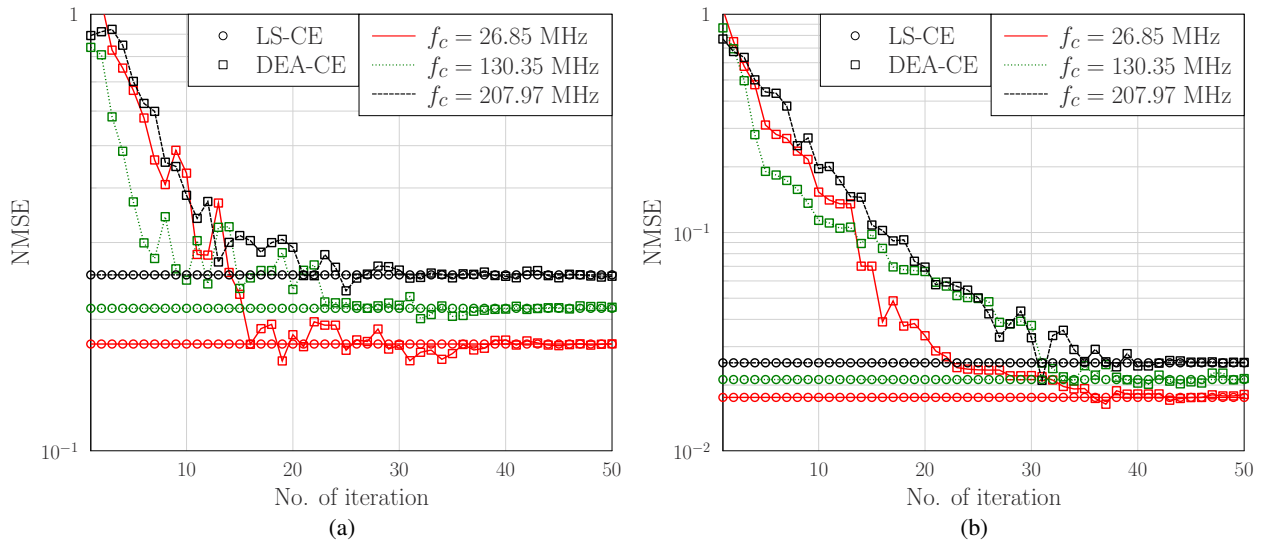 1
LS-CE
DEA-CE
f_c = 26.85 MHz
f_c = 130.35 MHz
f_c = 207.97 MHz
NMSE
10^{-1}
10
20
30
40
50
No. of iteration
(a)
1
LS-CE
DEA-CE
f_c = 26.85 MHz
f_c = 130.35 MHz
f_c = 207.97 MHz
NMSE
10^{-1}
10^{-2}
10
20
30
40
50
No. of iteration
(b)